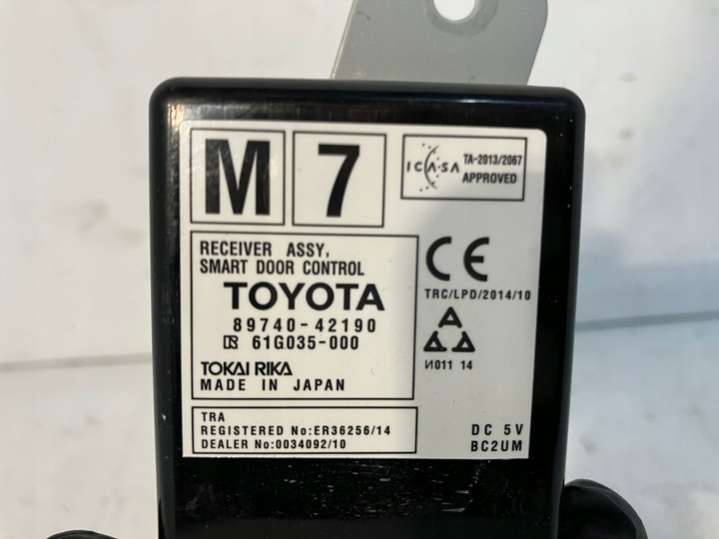 M 7
ICASA TA-2013/2067
APPROVED
RECEIVER ASSY,
SMART DOOR CONTROL
TOYOTA
89740-42190
61G035-000
TOKAI RIKA
MADE IN JAPAN
CE
TRC/LPD/2014/10
И011 14
TRA
REGISTERED No:ER36256/14
DEALER No:0034092/10
DC 5V
BC2UM